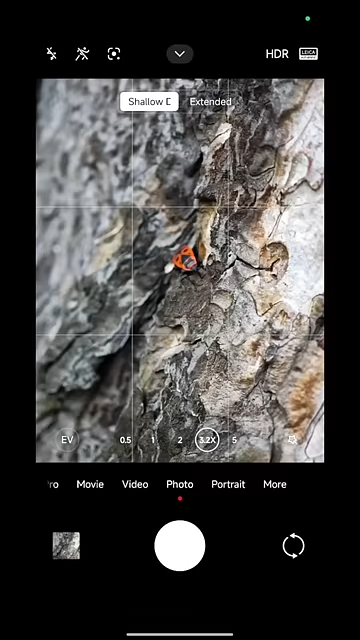 HDR
LEICA
Shallow D
Extended
EV
0.5 1 2 3.2X 5
ro Movie Video Photo Portrait More